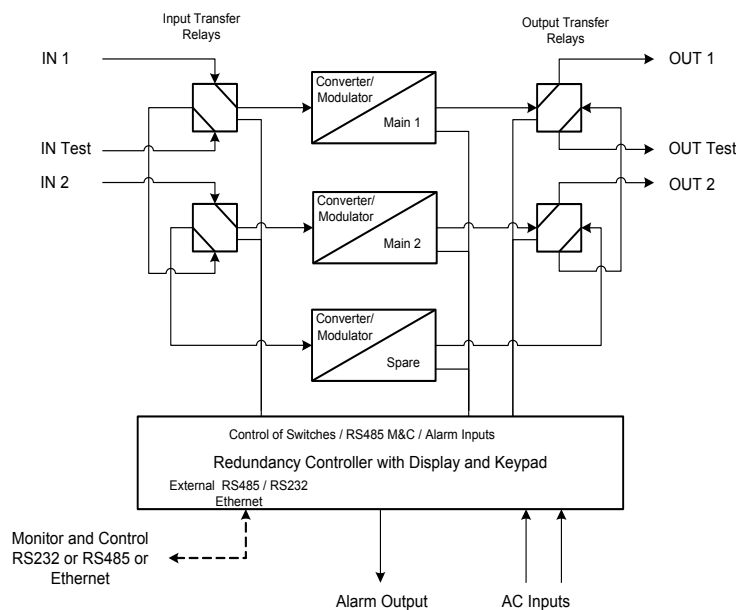 Input Transfer
Relays
Output Transfer
Relays
IN 1
OUT 1
Converter/
Modulator
Main 1
IN Test
OUT Test
IN 2
OUT 2
Converter/
Modulator
Main 2
Converter/
Modulator
Spare
Control of Switches / RS485 M&C / Alarm Inputs
Redundancy Controller with Display and Keypad
External RS485 / RS232
Ethernet
Monitor and Control
RS232 or RS485 or
Ethernet
Alarm Output
AC Inputs